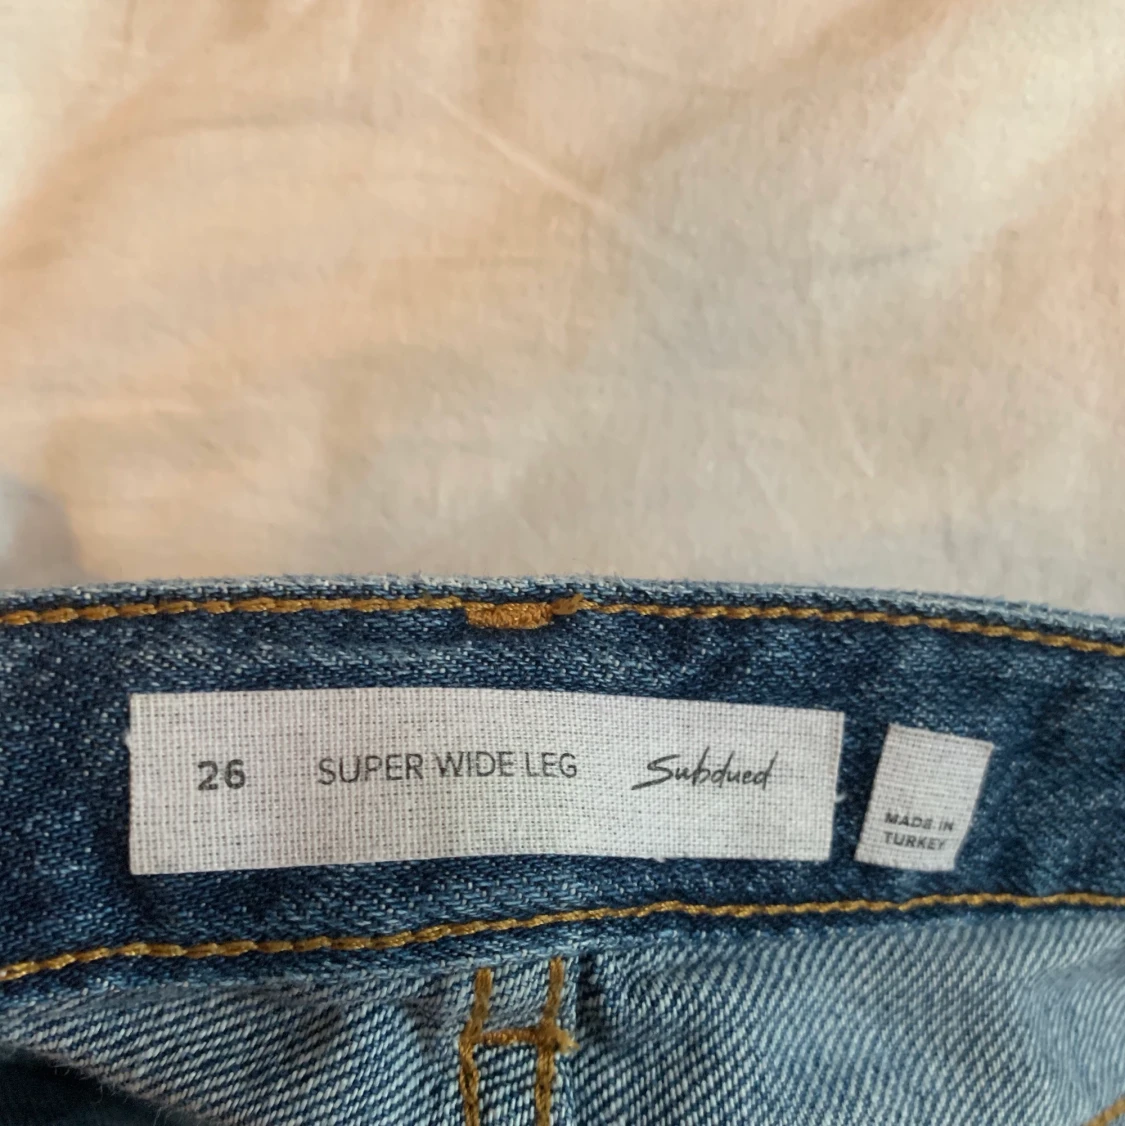 26 SUPER WIDE LEG Subdued
MADE IN
TURKEY